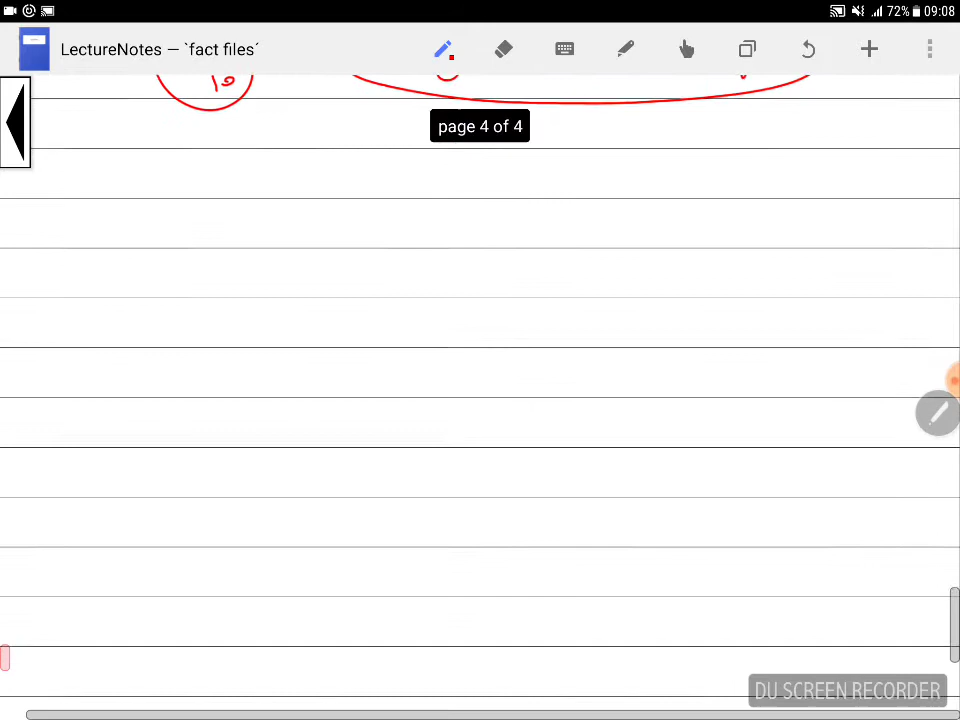 72% 09:08
LectureNotes — `fact files´
page 4 of 4
DU SCREEN RECORDER